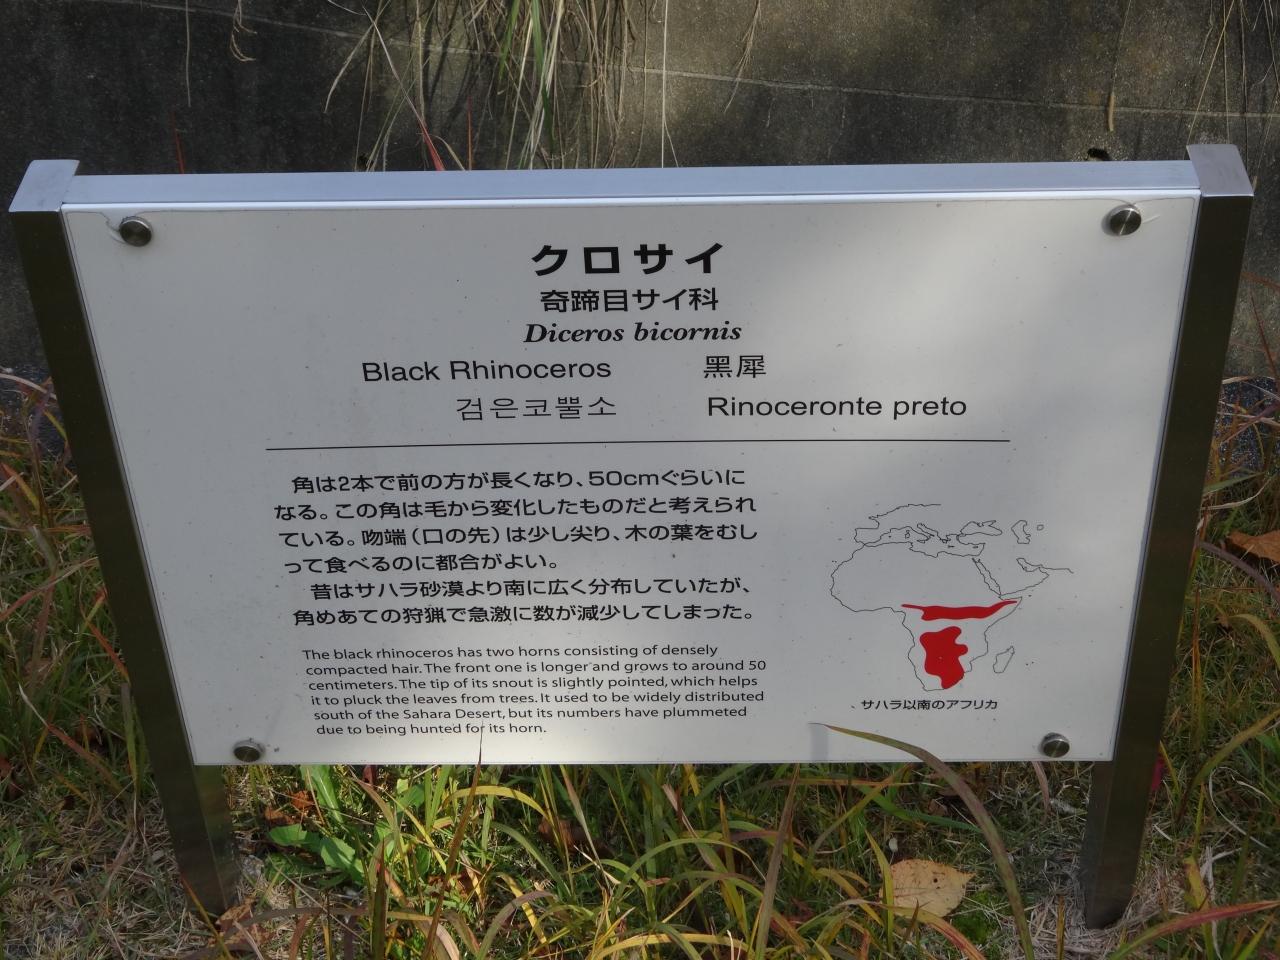 クロサイ
奇蹄目サイ科
Diceros bicornis
Black Rhinoceros 黑犀
검은코뿔소 Rinoceronte preto
角は2本で前の方が長くなり、50cmぐらいに
なる。この角は毛から変化したものだと考えられ
ている。吻端（口の先）は少し尖り、木の葉をむし
って食べるのに都合がよい。
昔はサハラ砂漠より南に広く分布していたが、
角めあての狩猟で急激に数が減少してしまった。
The black rhinoceros has two horns consisting of densely
compacted hair. The front one is longer and grows to around 50
centimeters. The tip of its snout is slightly pointed, which helps
it to pluck the leaves from trees. It used to be widely distributed
south of the Sahara Desert, but its numbers have plummeted
due to being hunted for its horn.
サハラ以南のアフリカ